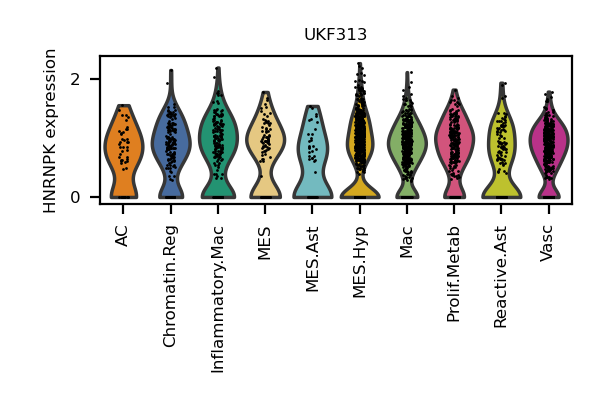 UKF313
HNRNPK expression
2
0
AC
Chromatin.Reg
Inflammatory.Mac
MES
MES.Ast
MES.Hyp
Mac
Prolif.Metab
Reactive.Ast
Vasc